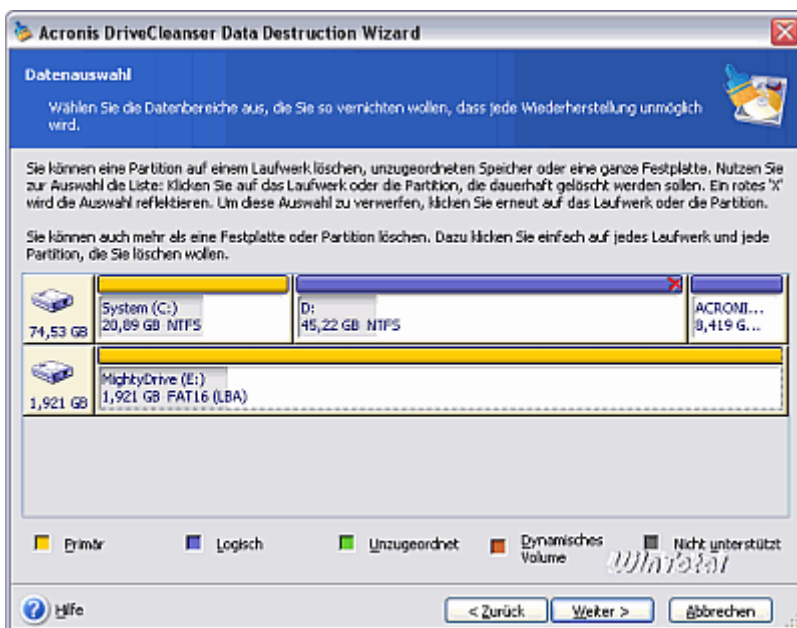 Acronis DriveCleanser Data Destruction Wizard
Datenauswahl
Wählen Sie die Datenbereiche aus, die Sie so vernichten wollen, dass jede Wiederherstellung unmöglich
wird.
Sie können eine Partition auf einem Laufwerk löschen, unzugeordneten Speicher oder eine ganze Festplatte. Nutzen Sie
zur Auswahl die Liste: Klicken Sie auf das Laufwerk oder die Partition, die dauerhaft gelöscht werden sollen. Ein rotes 'X'
wird die Auswahl reflektieren. Um diese Auswahl zu verwerfen, klicken Sie erneut auf das Laufwerk oder die Partition.
Sie können auch mehr als eine Festplatte oder Partition löschen. Dazu klicken Sie einfach auf jedes Laufwerk und jede
Partition, die Sie löschen wollen.
74,53 GB
System (C:)
20,89 GB NTFS
D:
45,22 GB NTFS
ACRONI...
8,419 G...
1,921 GB
MightyDrive (E:)
1,921 GB FAT16 (LBA)
Primär
Logisch
Unzugeordnet
Dynamisches
Volume
Nicht unterstützt
WinTotal
Hilfe
< Zurück
Weiter >
Abbrechen